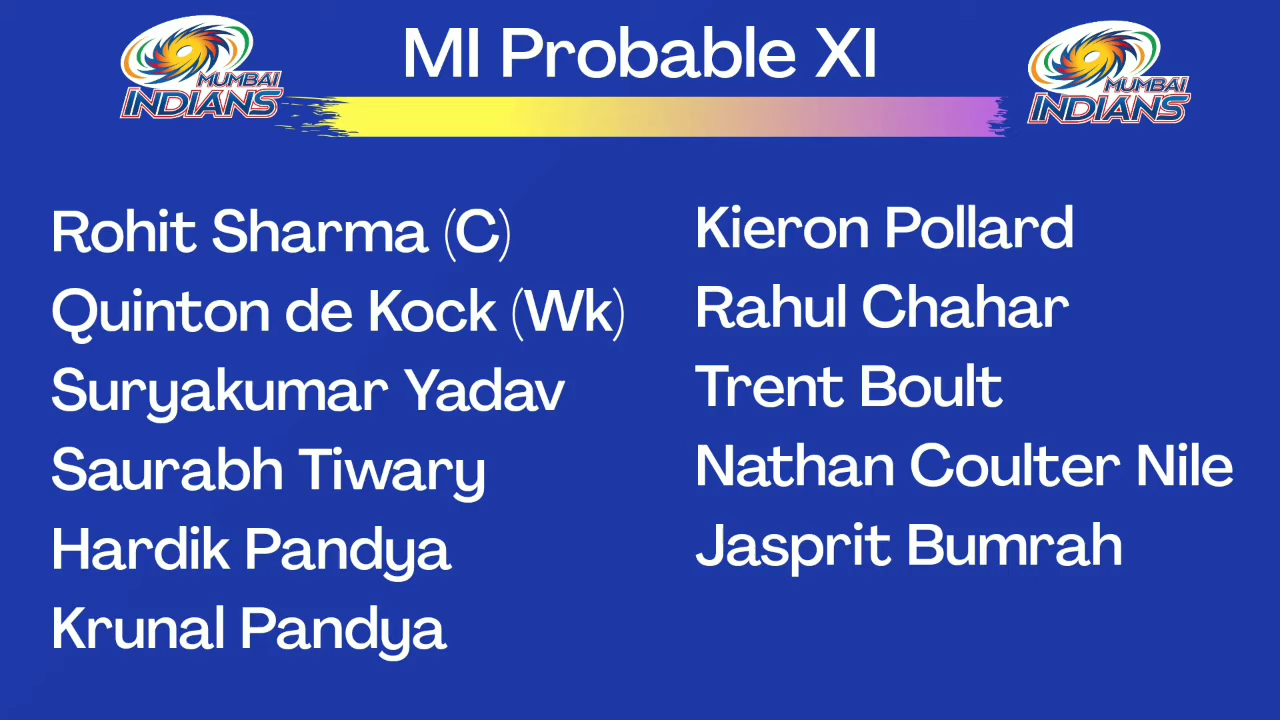 MI Probable XI
MUMBAI
INDIANS
MUMBAI
INDIANS
Rohit Sharma (C)
Quinton de Kock (Wk)
Suryakumar Yadav
Saurabh Tiwary
Hardik Pandya
Krunal Pandya
Kieron Pollard
Rahul Chahar
Trent Boult
Nathan Coulter Nile
Jasprit Bumrah